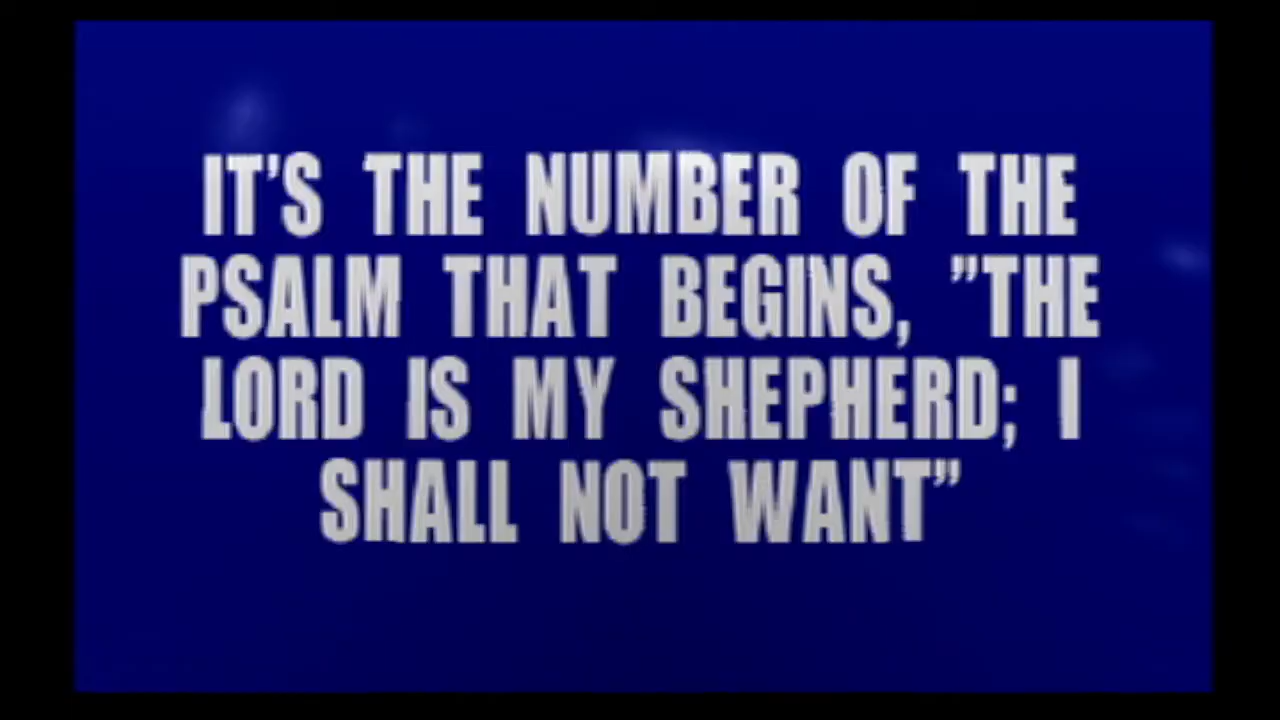 IT'S THE NUMBER OF THE
PSALM THAT BEGINS, "THE
LORD IS MY SHEPHERD; I
SHALL NOT WANT"